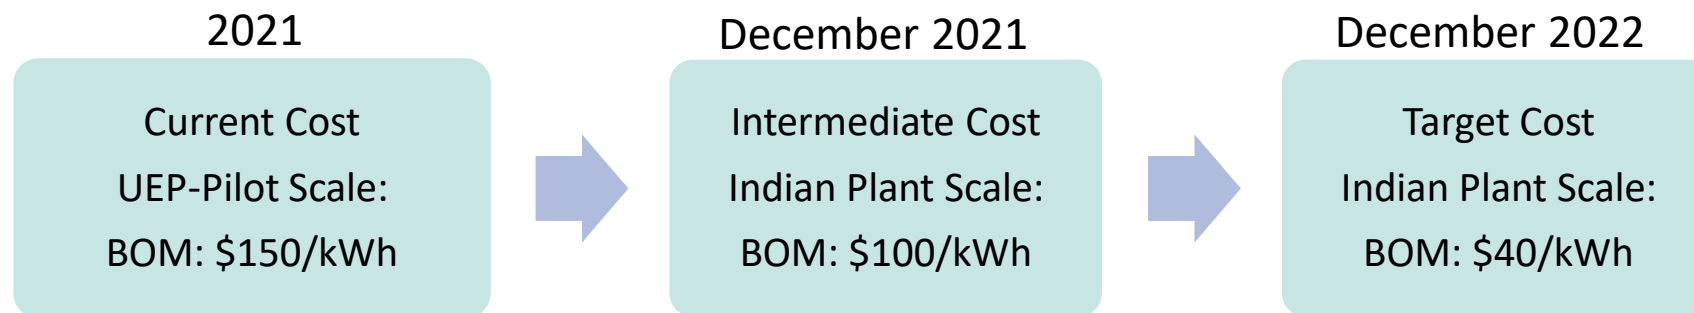 2021
Current Cost
UEP-Pilot Scale:
BOM: $150/kWh
December 2021
Intermediate Cost
Indian Plant Scale:
BOM: $100/kWh
December 2022
Target Cost
Indian Plant Scale:
BOM: $40/kWh